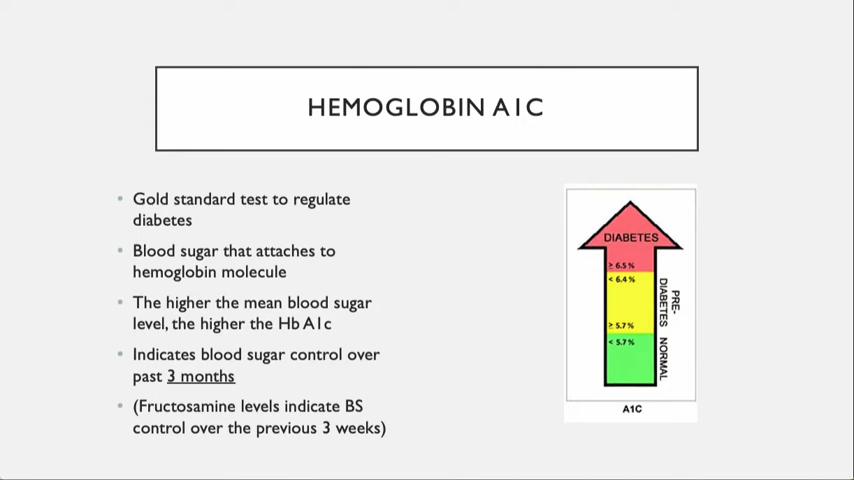 HEMOGLOBIN A1C
Gold standard test to regulate
diabetes
Blood sugar that attaches to
hemoglobin molecule
The higher the mean blood sugar
level, the higher the Hb A1c
Indicates blood sugar control over
past 3 months
(Fructosamine levels indicate BS
control over the previous 3 weeks)
DIABETES
≥ 6.5%
< 6.4%
≥ 5.7%
< 5.7%
PRE-
DIABETES
NORMAL
A1C